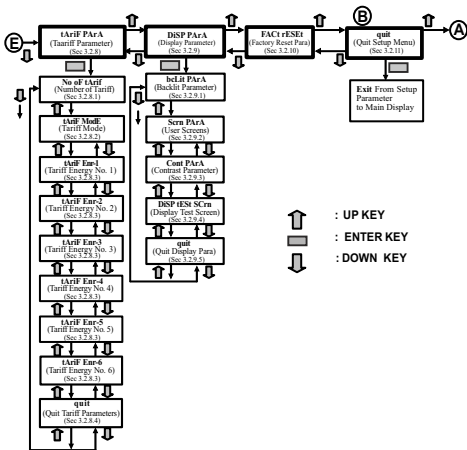 B
E
tAriF PArA
(Taariff Parameter)
(Sec 3.2.8)
DiSP PArA
(Display Parameter)
(Sec 3.2.9)
FACt rESEt
(Factory Reset Para)
(Sec 3.2.10)
quit
(Quit Setup Menu)
(Sec 3.2.11)
A
No oF tArif
(Number of Tariff)
(Sec 3.2.8.1)
tAriF ModE
(Tariff Mode)
(Sec 3.2.8.2)
tAriF Enr-1
(Tariff Energy No. 1)
(Sec 3.2.8.3)
tAriF Enr-2
(Tariff Energy No. 2)
(Sec 3.2.8.3)
tAriF Enr-3
(Tariff Energy No. 3)
(Sec 3.2.8.3)
tAriF Enr-4
(Tariff Energy No. 4)
(Sec 3.2.8.3)
tAriF Enr-5
(Tariff Energy No. 5)
(Sec 3.2.8.3)
tAriF Enr-6
(Tariff Energy No. 6)
(Sec 3.2.8.3)
quit
(Quit Tariff Parameters)
(Sec 3.2.8.4)
bcLit PArA
(Backlit Parameter)
(Sec 3.2.9.1)
Scrn PArA
(User Screens)
(Sec 3.2.9.2)
Cont PArA
(Contrast Parameter)
(Sec 3.2.9.3)
DiSP tESt SCrn
(Display Test Screen)
(Sec 3.2.9.4)
quit
(Quit Display Para)
(Sec 3.2.9.5)
Exit From Setup
Parameter
to Main Display
: UP KEY
: ENTER KEY
: DOWN KEY